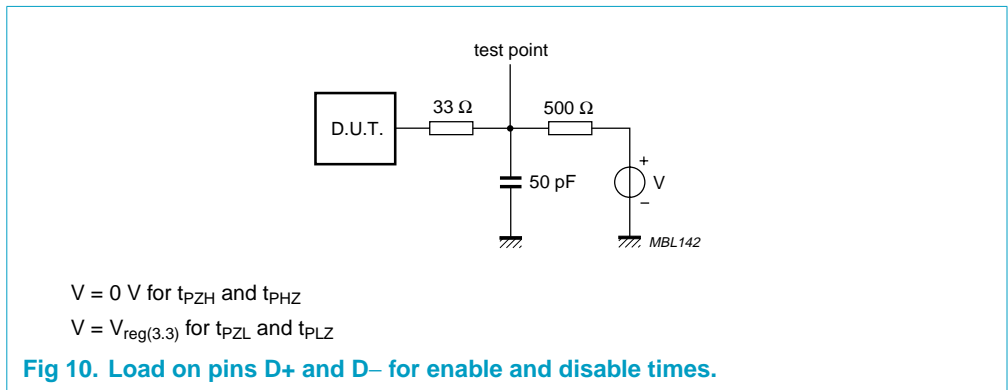 test point
33 Ω
500 Ω
D.U.T.
50 pF
+
V
−
MBL142
V = 0 V for tPZH and tPHZ
V = Vreg(3.3) for tPZL and tPLZ
Fig 10. Load on pins D+ and D− for enable and disable times.